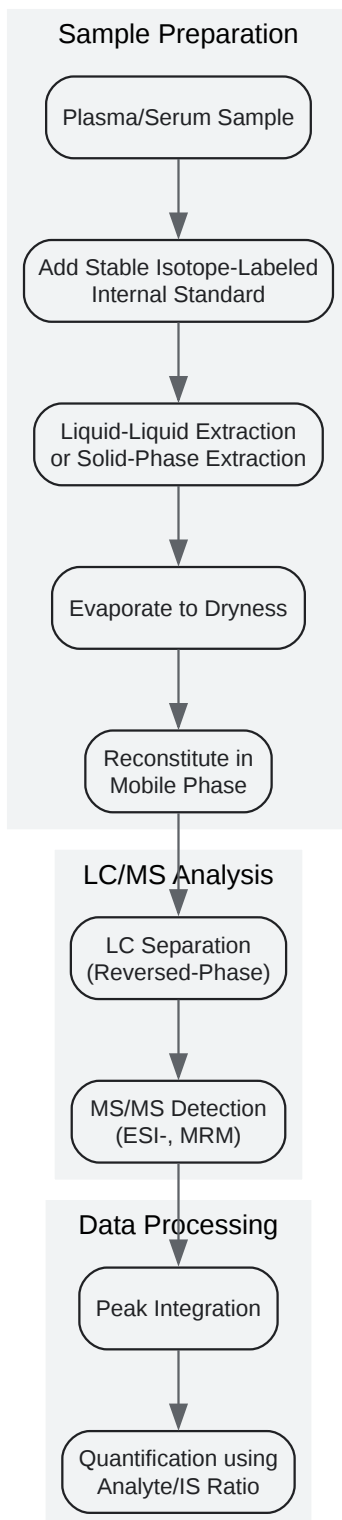 Sample Preparation
Plasma/Serum Sample
Add Stable Isotope-Labeled
Internal Standard
Liquid-Liquid Extraction
or Solid-Phase Extraction
Evaporate to Dryness
Reconstitute in
Mobile Phase
LC/MS Analysis
LC Separation
(Reversed-Phase)
MS/MS Detection
(ESI-, MRM)
Data Processing
Peak Integration
Quantification using
Analyte/IS Ratio